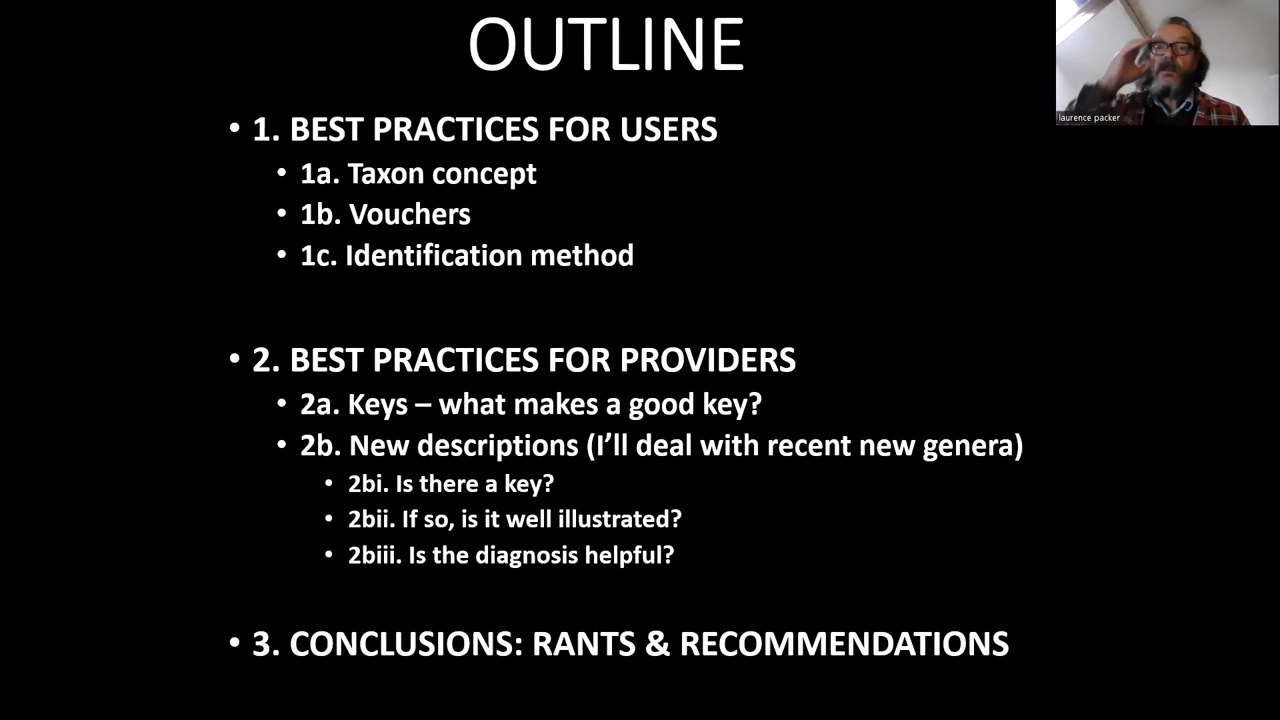 OUTLINE
laurence packer
• 1. BEST PRACTICES FOR USERS
• 1a. Taxon concept
• 1b. Vouchers
• 1c. Identification method
• 2. BEST PRACTICES FOR PROVIDERS
• 2a. Keys – what makes a good key?
• 2b. New descriptions (I’ll deal with recent new genera)
• 2bi. Is there a key?
• 2bii. If so, is it well illustrated?
• 2biii. Is the diagnosis helpful?
• 3. CONCLUSIONS: RANTS & RECOMMENDATIONS